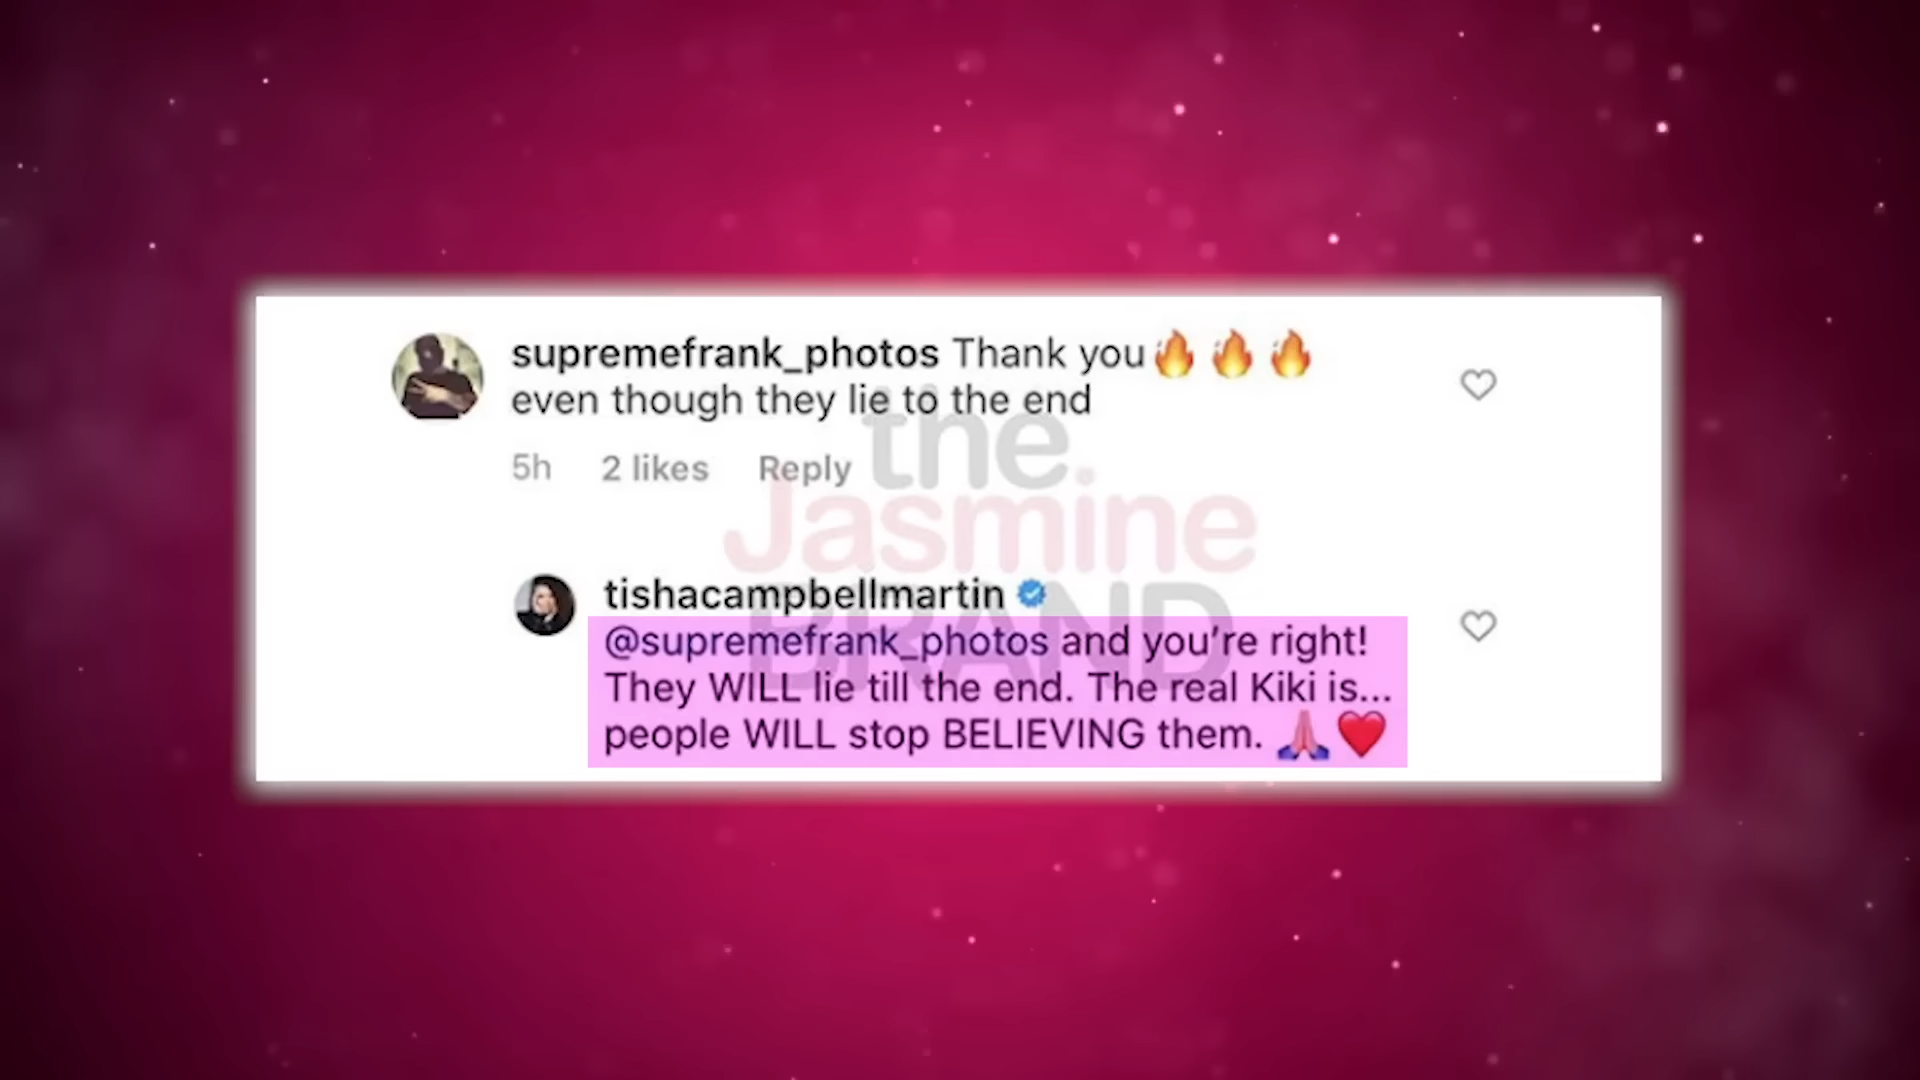 supremefrank_photos Thank you🔥🔥🔥
even though they lie to the end
5h 2 likes Reply
the
Jasmine
BRAND
tishacampbellmartin
@supremefrank_photos and you’re right!
They WILL lie till the end. The real Kiki is...
people WILL stop BELIEVING them. 🙏❤️